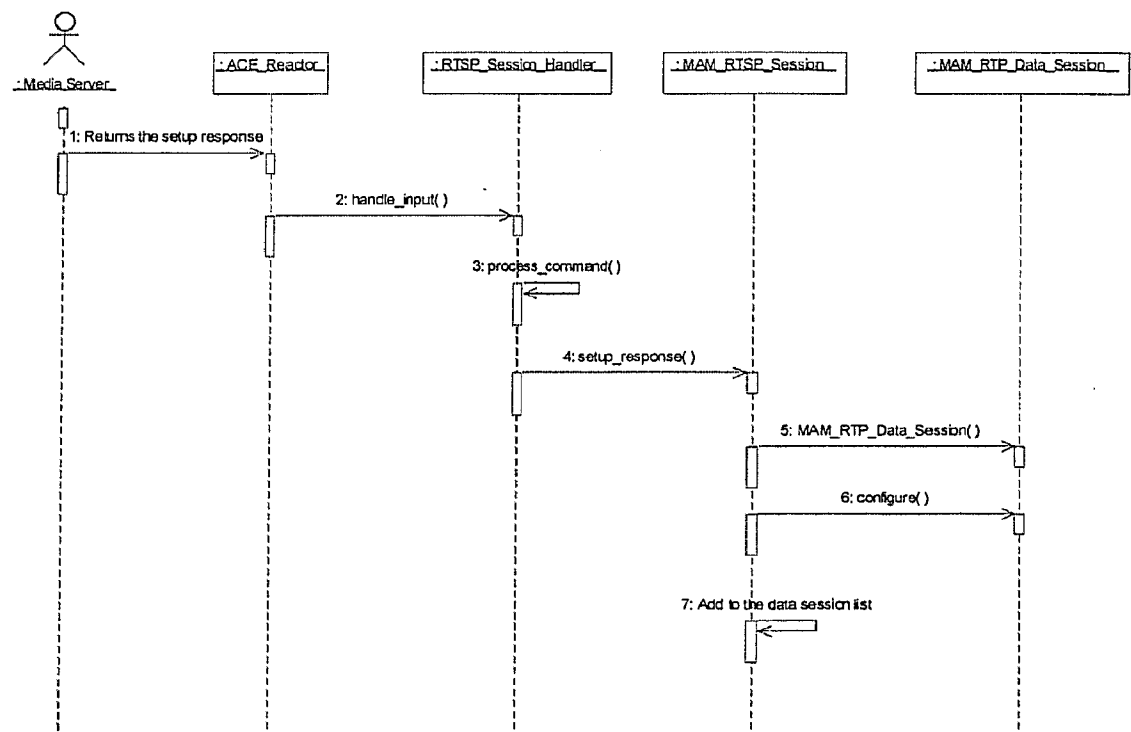 : Media Server
: ACE_Reactor
: RTSP_Session_Handler
: MAM_RTSP_Session
: MAM_RTP_Data_Session
1: Returns the setup response
2: handle_input( )
3: process_command( )
4: setup_response( )
5: MAM_RTP_Data_Session( )
6: configure( )
7: Add to the data session list